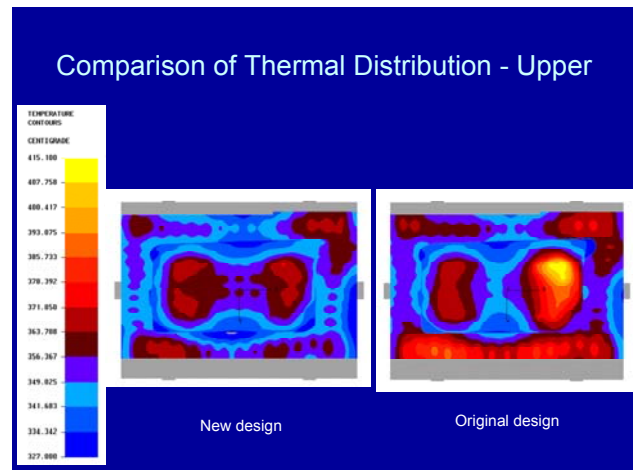 Comparison of Thermal Distribution - Upper
TEMPERATURE
CONTOURS
CENTIGRADE
415.100
407.758
400.417
393.075
385.733
378.392
371.050
363.708
356.367
349.025
341.683
334.342
327.000
New design
Original design